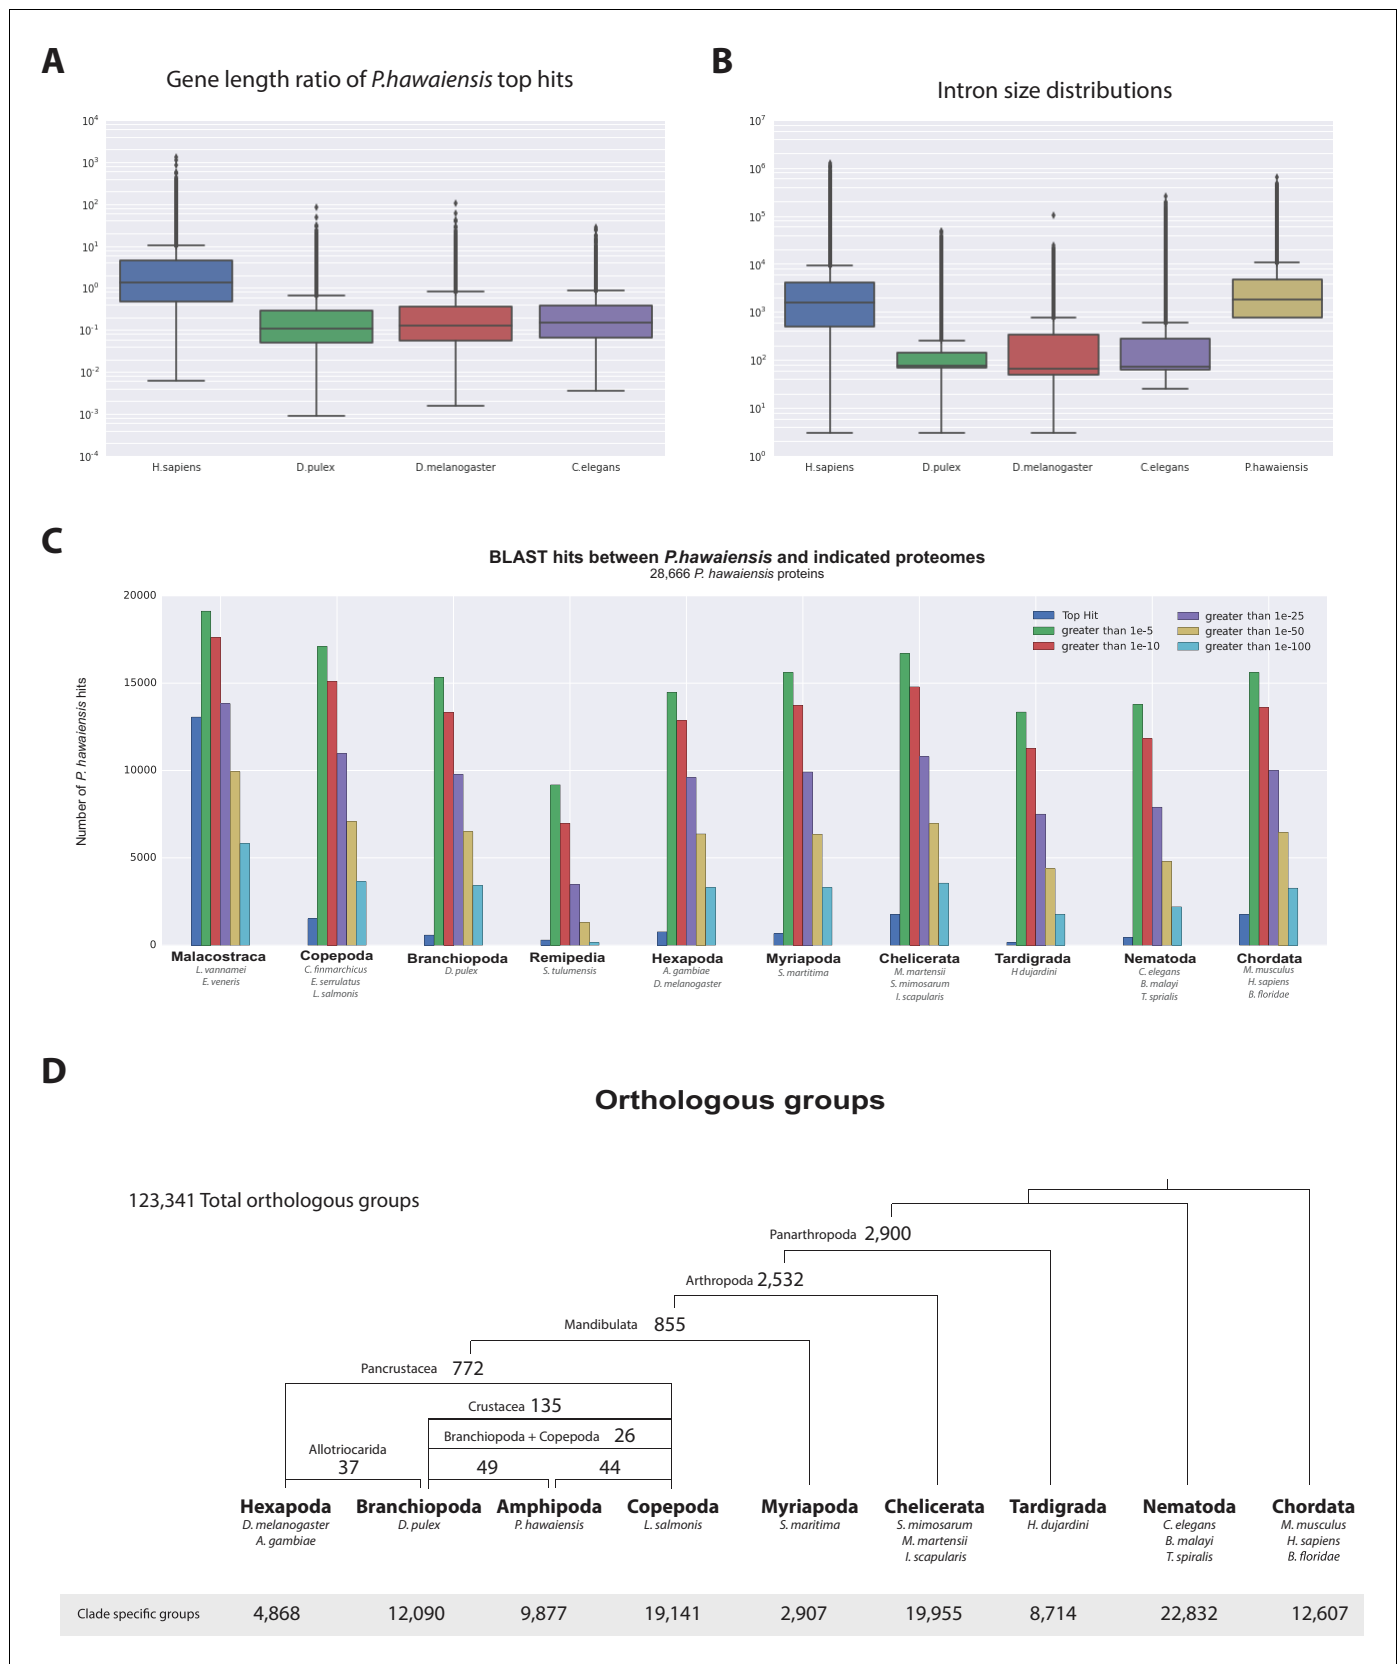 A
Gene length ratio of P.hawaiensis top hits
10^4
10^3
10^2
10^1
10^0
10^-1
10^-2
10^-3
10^-4
H.sapiens D.pulex D.melanogaster C.elegans
B
Intron size distributions
10^7
10^6
10^5
10^4
10^3
10^2
10^1
10^0
H.sapiens D.pulex D.melanogaster C.elegans P.hawaiensis
C
BLAST hits between P.hawaiensis and indicated proteomes
28,666 P. hawaiensis proteins
Number of P. hawaiensis hits
20000
15000
10000
5000
0
Top Hit
greater than 1e-5
greater than 1e-10
greater than 1e-25
greater than 1e-50
greater than 1e-100
Malacostraca
L. vannamei
E. veneris
Copepoda
C. finmarchicus
E. serrulatus
L. salmonis
Branchiopoda
D. pulex
Remipedia
S. tulumensis
Hexapoda
A. gambiae
D. melanogaster
Myriapoda
S. martitima
Chelicerata
M. martensii
S. mimosarum
I. scapularis
Tardigrada
H dujardini
Nematoda
C. elegans
B. malayi
T. sprialis
Chordata
M. musculus
H. sapiens
B. floridae
D
Orthologous groups
123,341 Total orthologous groups
Panarthropoda 2,900
Arthropoda 2,532
Mandibulata 855
Pancrustacea 772
Crustacea 135
Branchiopoda + Copepoda 26
Allotriocarida
37 49 44
Hexapoda
D. melanogaster
A. gambiae
Branchiopoda
D. pulex
Amphipoda
P. hawaiensis
Copepoda
L. salmonis
Myriapoda
S. maritima
Chelicerata
S. mimosarum
M. martensii
I. scapularis
Tardigrada
H. dujardini
Nematoda
C. elegans
B. malayi
T. spiralis
Chordata
M. musculus
H. sapiens
B. floridae
Clade specific groups 4,868 12,090 9,877 19,141 2,907 19,955 8,714 22,832 12,607